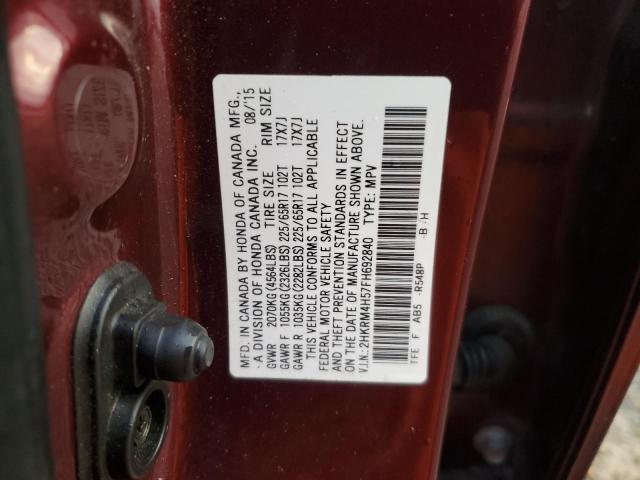 MFD. IN CANADA BY HONDA OF CANADA MFG.,
A DIVISION OF HONDA CANADA INC. 08/'15
GVWR 2070KG(4564LBS) TIRE SIZE RIM SIZE
GAWR F 1055KG(2326LBS) 225/65R17 102T 17X7J
GAWR R 1035KG(2282LBS) 225/65R17 102T 17X7J
THIS VEHICLE CONFORMS TO ALL APPLICABLE
FEDERAL MOTOR VEHICLE SAFETY
AND THEFT PREVENTION STANDARDS IN EFFECT
ON THE DATE OF MANUFACTURE SHOWN ABOVE.
V.I.N.: 2HKRM4H57FH692840 TYPE: MPV
TFE F AB5 -R548P -B-H